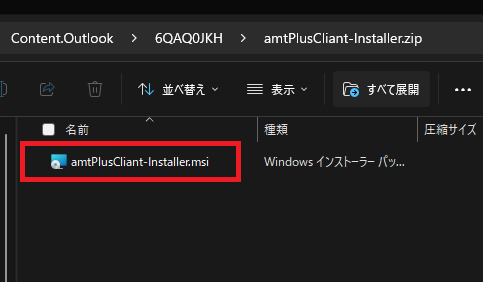 Content.Outlook > 6QAQ0JKH > amtPlusCliant-Installer.zip
並べ替え 表示 すべて展開 ...
名前 種類 圧縮サイズ
amtPlusCliant-Installer.msi Windows インストーラー パッ...